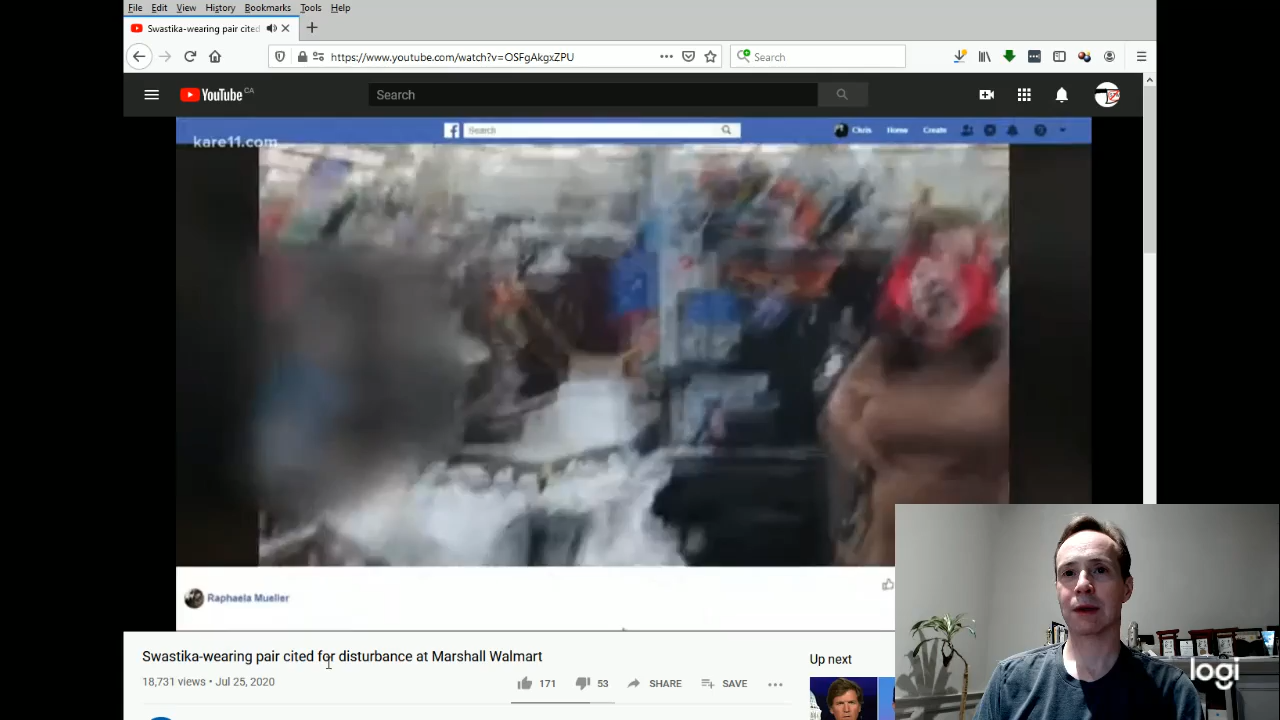 File Edit View History Bookmarks Tools Help
Swastika-wearing pair cited
https://www.youtube.com/watch?v=OSFgAkgxZPU
Search
YouTube CA
Search
kare11.com
Search
Chris Home Create
Raphaela Mueller
Swastika-wearing pair cited for disturbance at Marshall Walmart
18,731 views • Jul 25, 2020
171 53 SHARE SAVE
Up next
logi